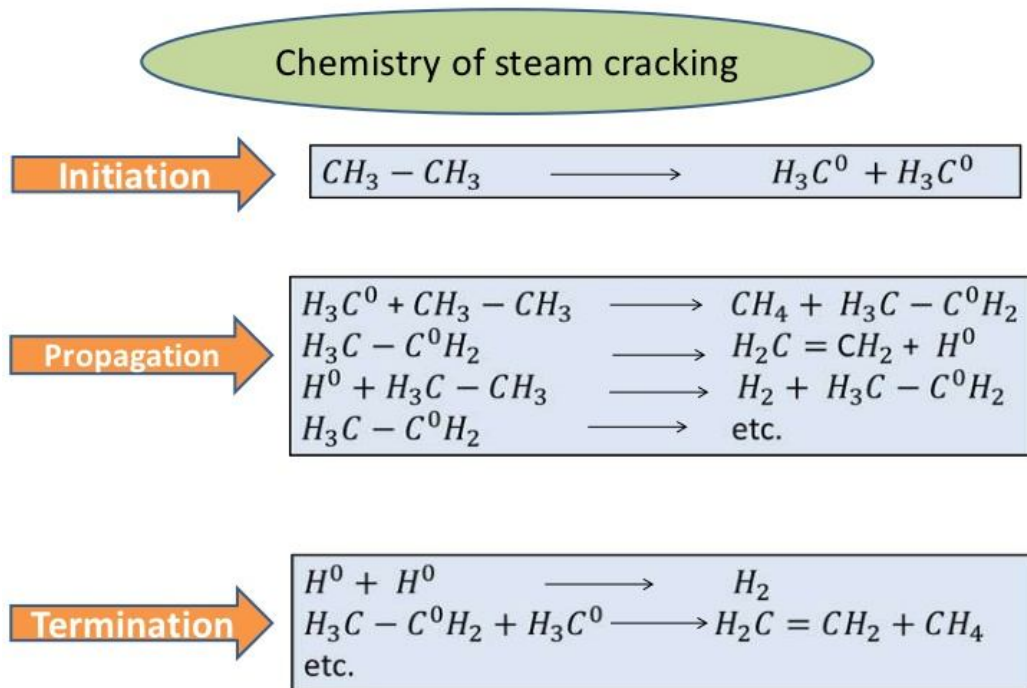 Chemistry of steam cracking
Initiation
CH₃ − CH₃ ⟶ H₃C⁰ + H₃C⁰
Propagation
H₃C⁰ + CH₃ − CH₃ ⟶ CH₄ + H₃C − C⁰H₂
H₃C − C⁰H₂ ⟶ H₂C = CH₂ + H⁰
H⁰ + H₃C − CH₃ ⟶ H₂ + H₃C − C⁰H₂
H₃C − C⁰H₂ ⟶ etc.
Termination
H⁰ + H⁰ ⟶ H₂
H₃C − C⁰H₂ + H₃C⁰ ⟶ H₂C = CH₂ + CH₄
etc.